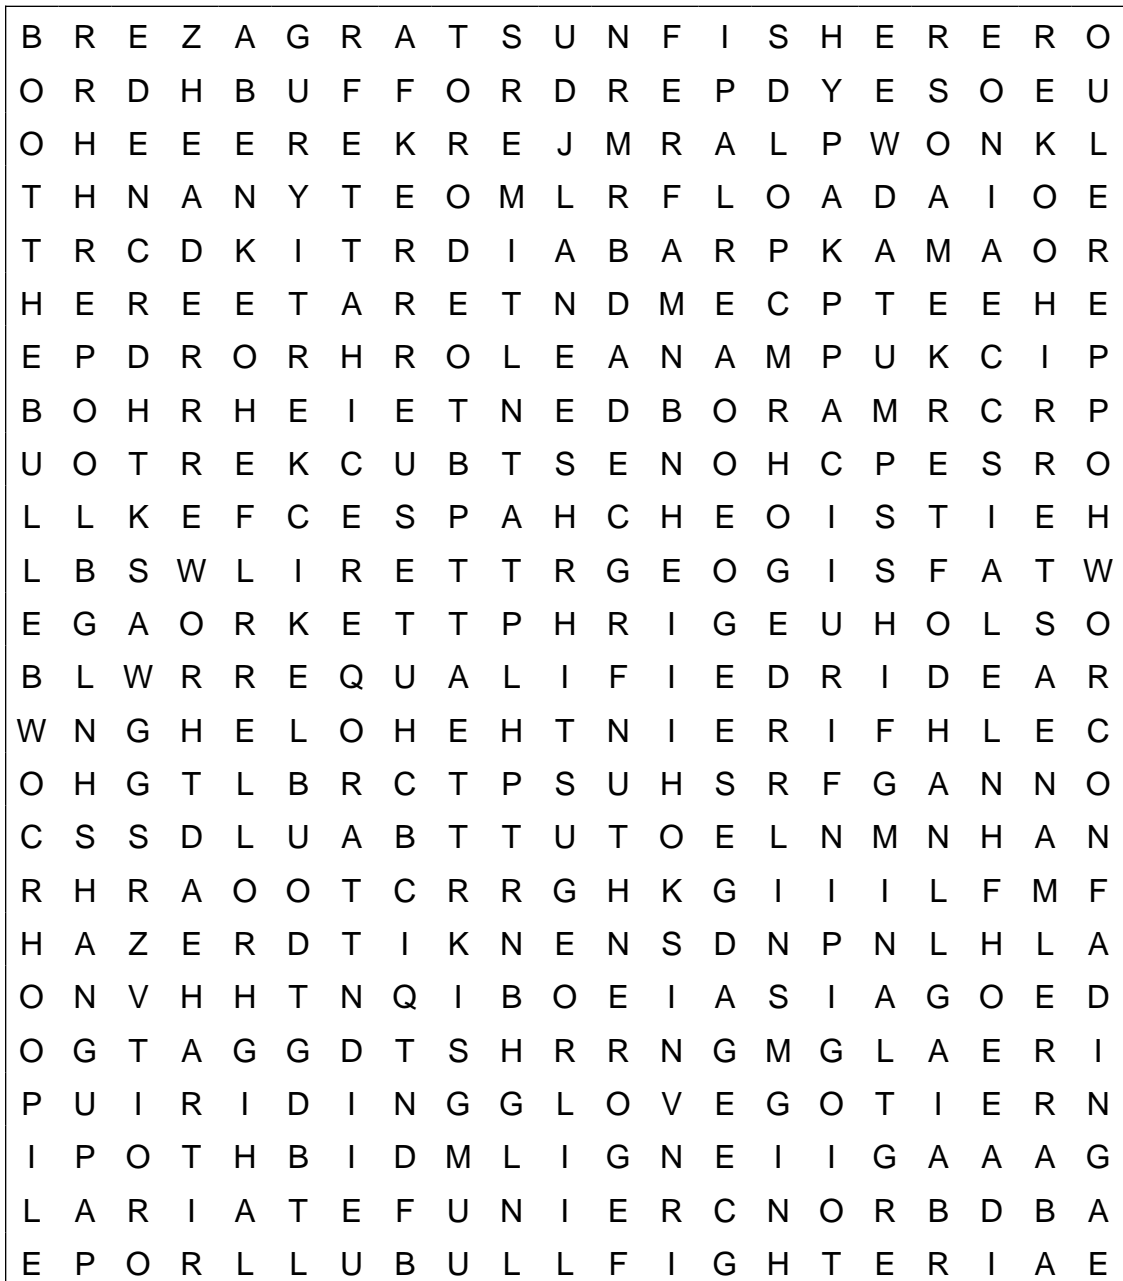 B R E Z A G R A T S U N F I S H E R E R O
O R D H B U F F O R D R E P D Y E S O E U
O H E E E R E K R E J M R A L P W O N K L
T H N A N Y T E O M L R F L O A D A I O E
T R C D K I T R D I A B A R P K A M A O R
H E R E E T A R E T N D M E C P T E E H E
E P D R O R H R O L E A N A M P U K C I P
B O H R H E I E T N E D B O R A M R C R P
U O T R E K C U B T S E N O H C P E S R O
L L K E F C E S P A H C H E O I S T I E H
L B S W L I R E T T R G E O G I S F A T W
E G A O R K E T T P H R I G E U H O L S O
B L W R R E Q U A L I F I E D R I D E A R
W N G H E L O H E H T N I E R I F H L E C
O H G T L B R C T P S U H S R F G A N N O
C S S D L U A B T T U T O E L N M N H A N
R H R A O O T C R R G H K G I I I L F M F
H A Z E R D T I K N E N S D N P N L H L A
O N V H H T N Q I B O E I A S I A G O E D
O G T A G G D T S H R R N G M G L A E R I
P U I R I D I N G G L O V E G O T I E R N
I P O T H B I D M L I G N E I I G A A A G
L A R I A T E F U N I E R C N O R B D B A
E P O R L L U B U L L F I G H T E R I A E